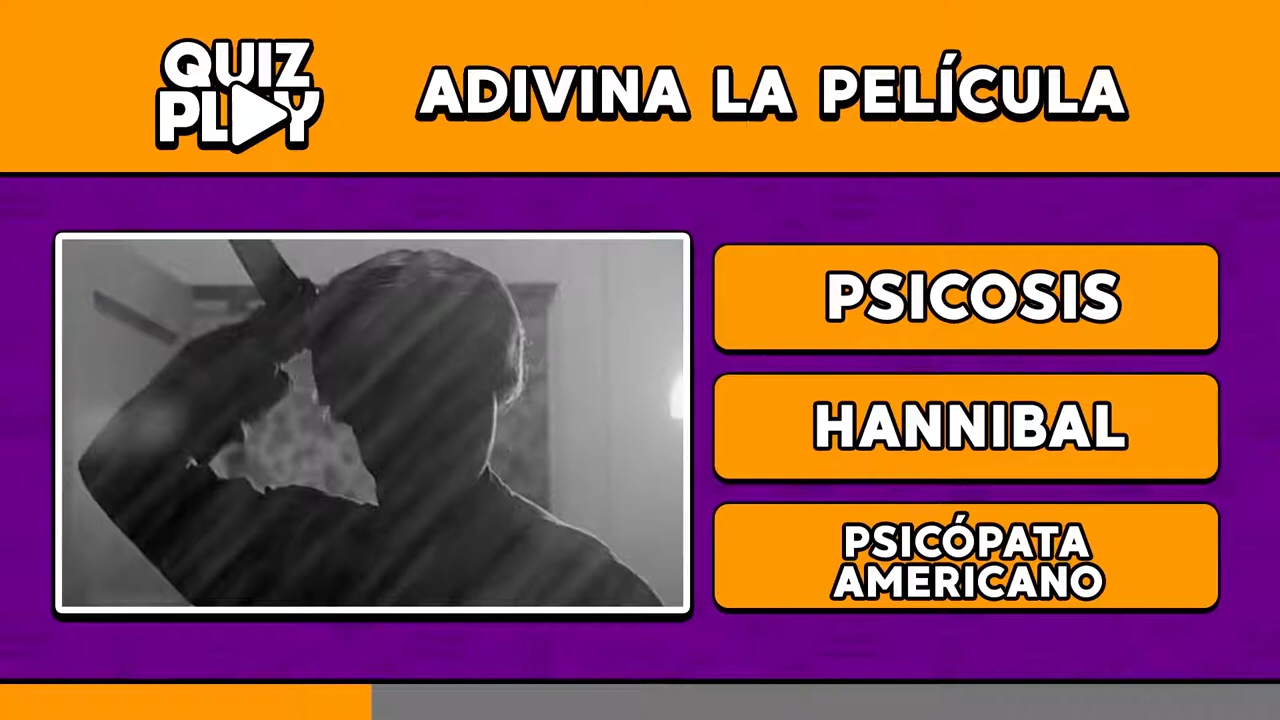 QUIZ
PLAY
ADIVINA LA PELÍCULA
PSICOSIS
HANNIBAL
PSICÓPATA
AMERICANO